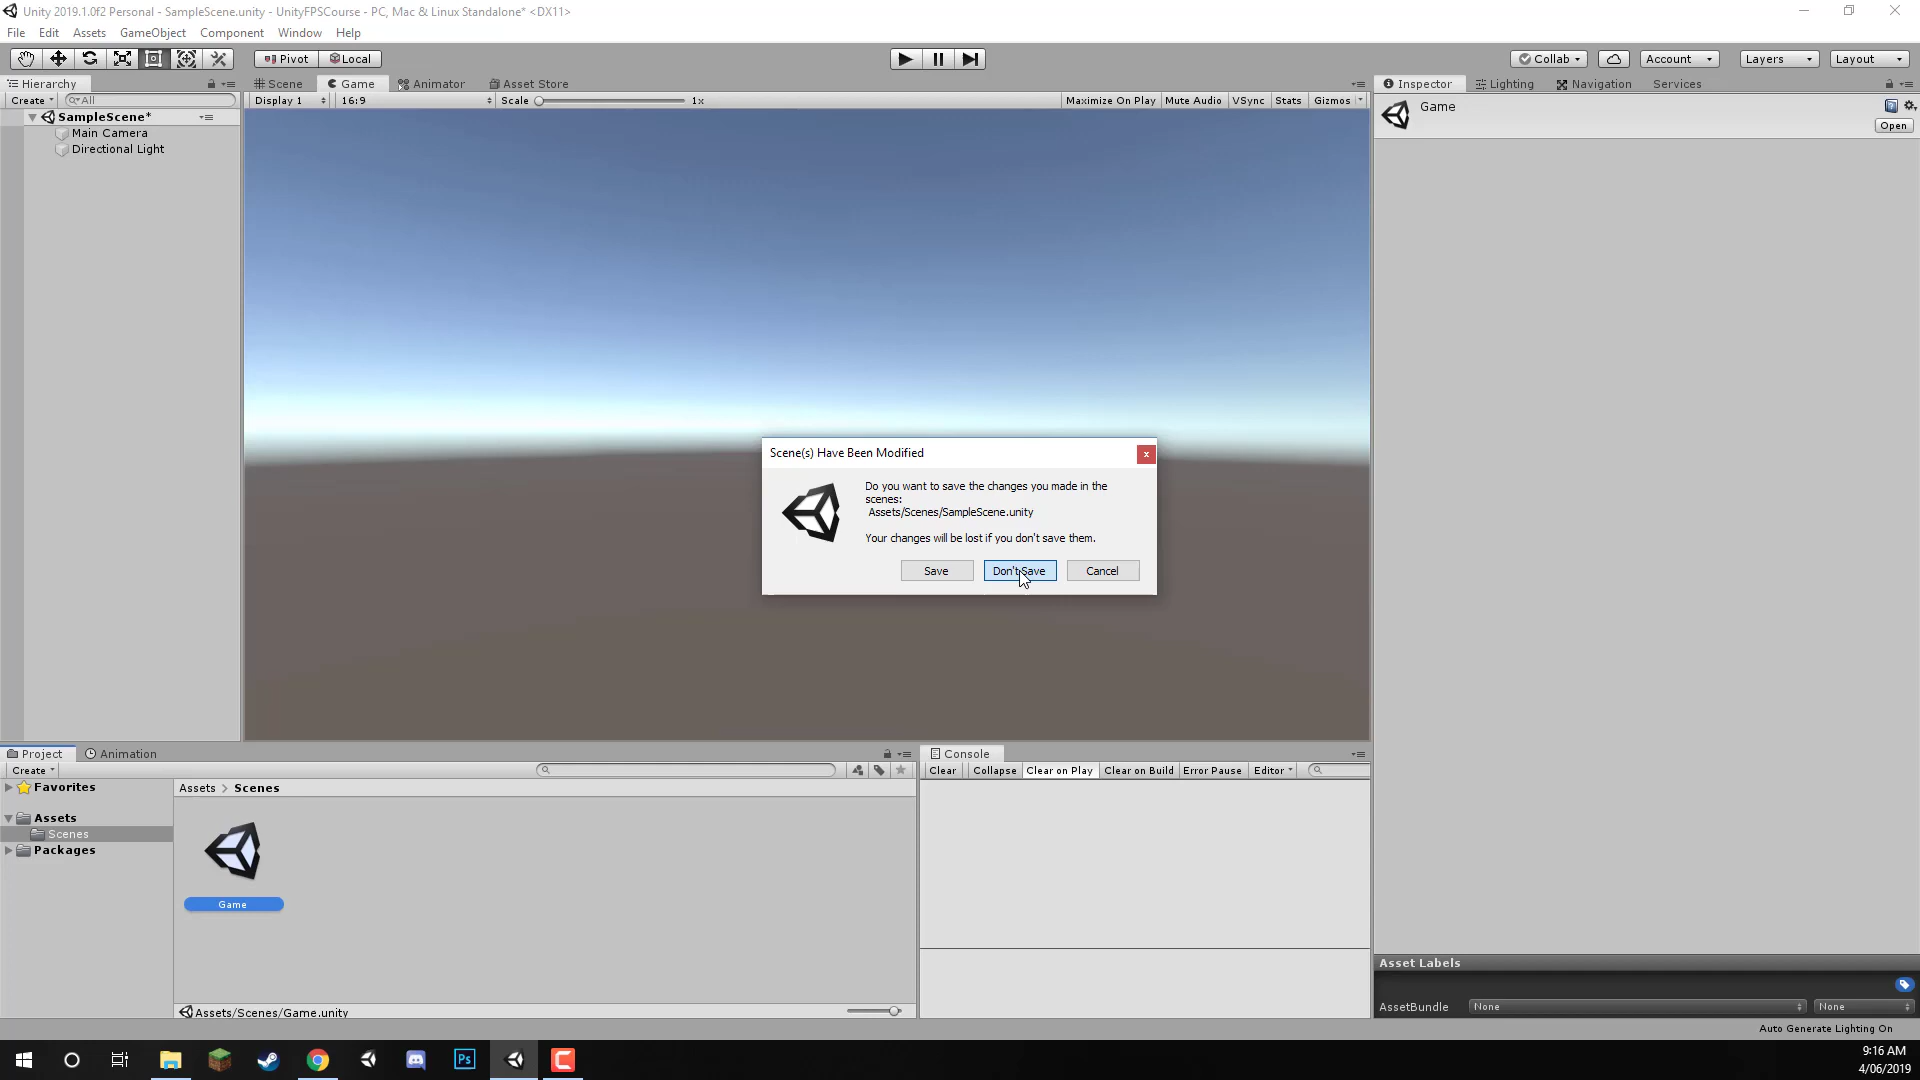 Unity 2019.1.0f2 Personal - SampleScene.unity - UnityFPSCourse - PC, Mac & Linux Standalone* <DX11>
File Edit Assets GameObject Component Window Help
Pivot Local Collab Account Layers Layout
Hierarchy Scene Game Animator Asset Store Inspector Lighting Navigation Services
Create All Display 1 16:9 Scale 1x Maximize On Play Mute Audio VSync Stats Gizmos
Game
Open
SampleScene*
Main Camera
Directional Light
Scene(s) Have Been Modified
x
Do you want to save the changes you made in the
scenes:
Assets/Scenes/SampleScene.unity
Your changes will be lost if you don't save them.
Save Don't Save Cancel
Project Animation Console
Create Clear Collapse Clear on Play Clear on Build Error Pause Editor
Favorites
Assets > Scenes
Assets
Scenes
Packages
Game
Assets/Scenes/Game.unity
Asset Labels
AssetBundle None None
Auto Generate Lighting On
Ps
9:16 AM
4/06/2019